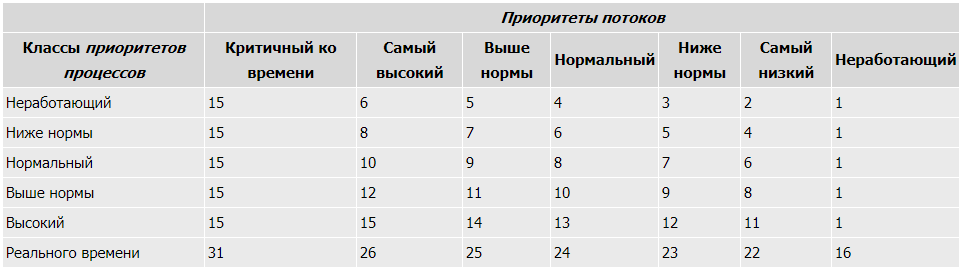 Приоритеты потоков
Классы приоритетов процессов Критичный ко времени Самый высокий Выше нормы Нормальный Ниже нормы Самый низкий Неработающий
Неработающий 15 6 5 4 3 2 1
Ниже нормы 15 8 7 6 5 4 1
Нормальный 15 10 9 8 7 6 1
Выше нормы 15 12 11 10 9 8 1
Высокий 15 15 14 13 12 11 1
Реального времени 31 26 25 24 23 22 16